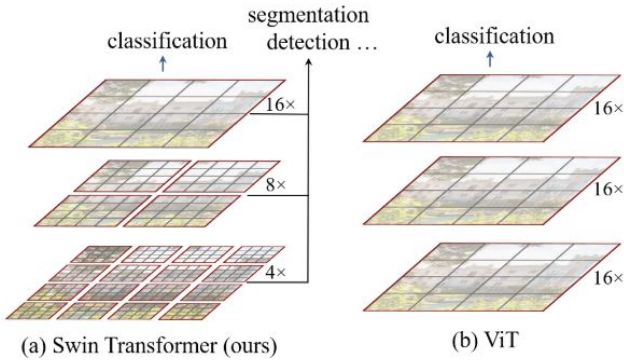 segmentation
classification
detection ...
classification
16×
8×
4×
16×
16×
16×
(a) Swin Transformer (ours)
(b) ViT